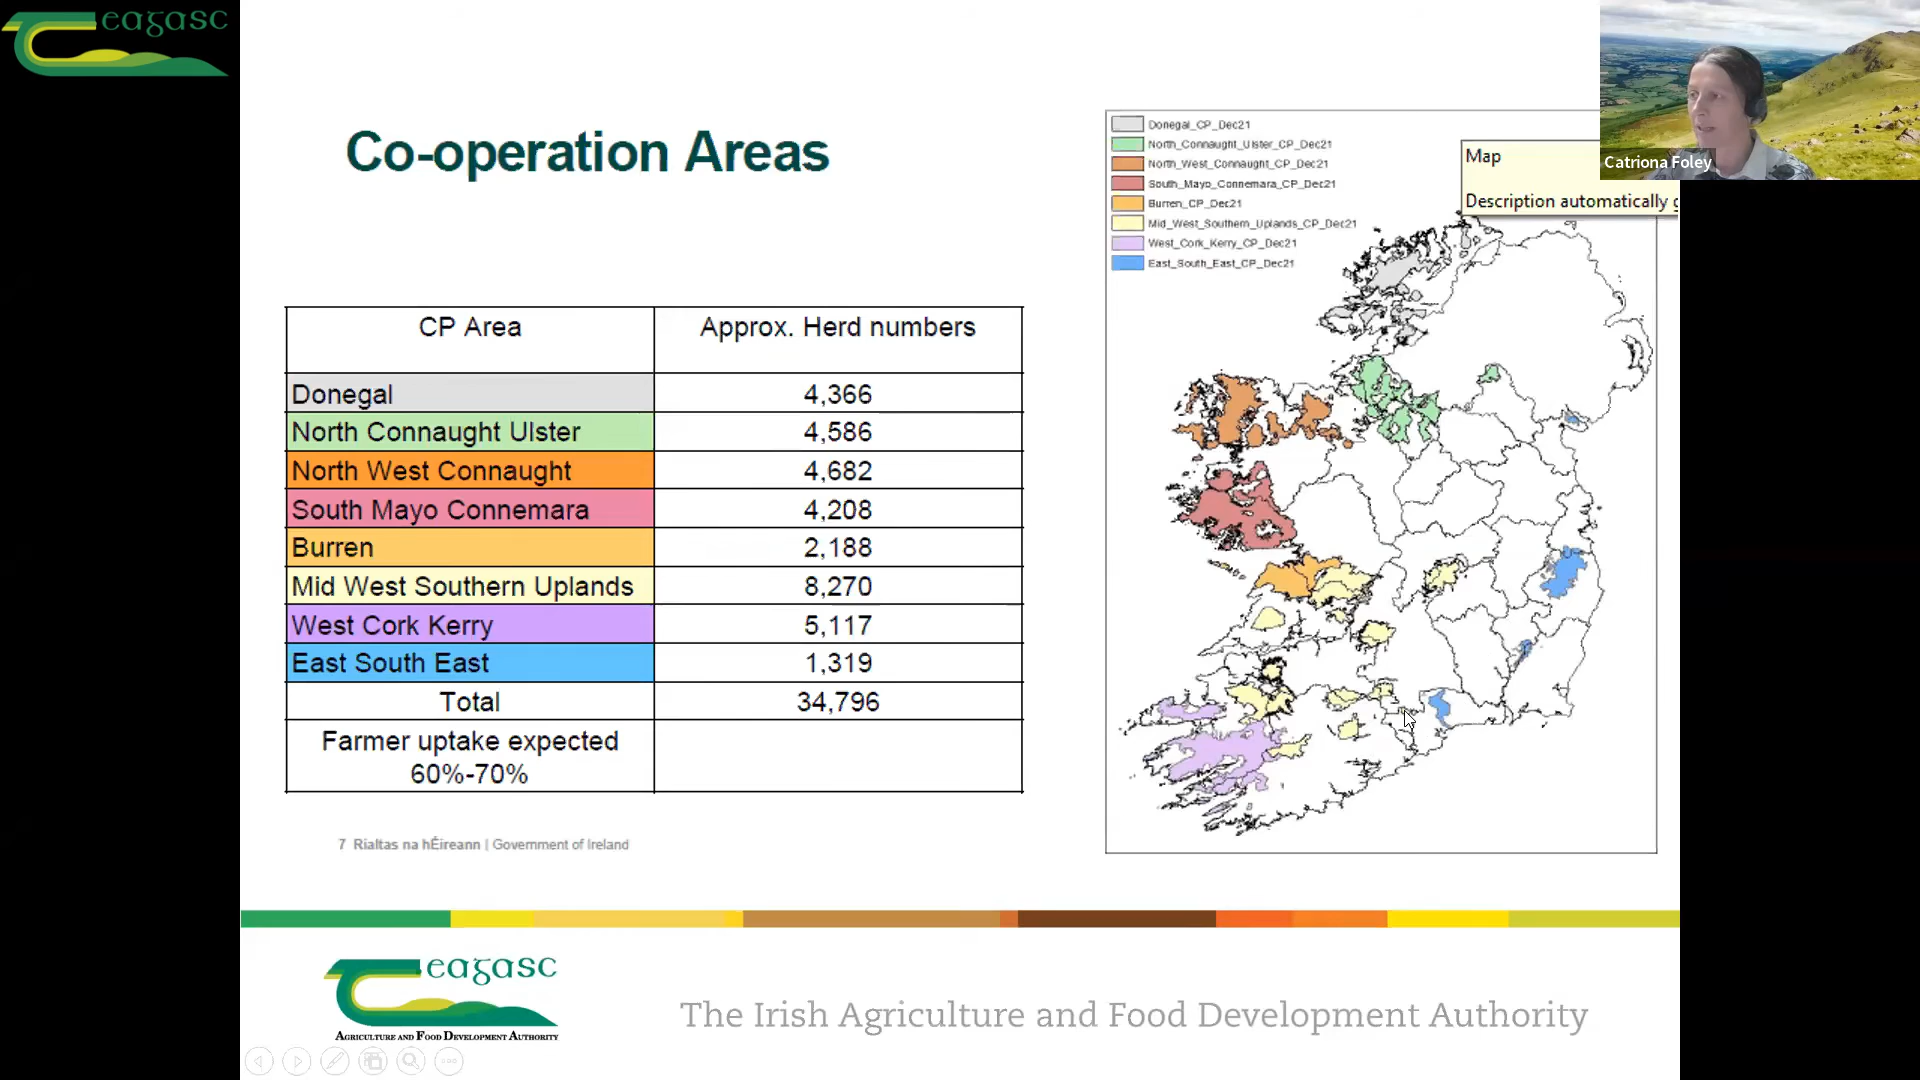 eagasc
Catriona Foley
Co-operation Areas
CP Area
Approx. Herd numbers
Donegal
4,366
North Connaught Ulster
4,586
North West Connaught
4,682
South Mayo Connemara
4,208
Burren
2,188
Mid West Southern Uplands
8,270
West Cork Kerry
5,117
East South East
1,319
Total
34,796
Farmer uptake expected
60%-70%
Donegal_CP_Dec21
North_Connaught_Ulster_CP_Dec21
North_West_Connaught_CP_Dec21
South_Mayo_Connemara_CP_Dec21
Burren_CP_Dec21
Mid_West_Southern_Uplands_CP_Dec21
West_Cork_Kerry_CP_Dec21
East_South_East_CP_Dec21
Map
Description automatically g
7 Rialtas na hÉireann | Government of Ireland
eagasc
AGRICULTURE AND FOOD DEVELOPMENT AUTHORITY
The Irish Agriculture and Food Development Authority